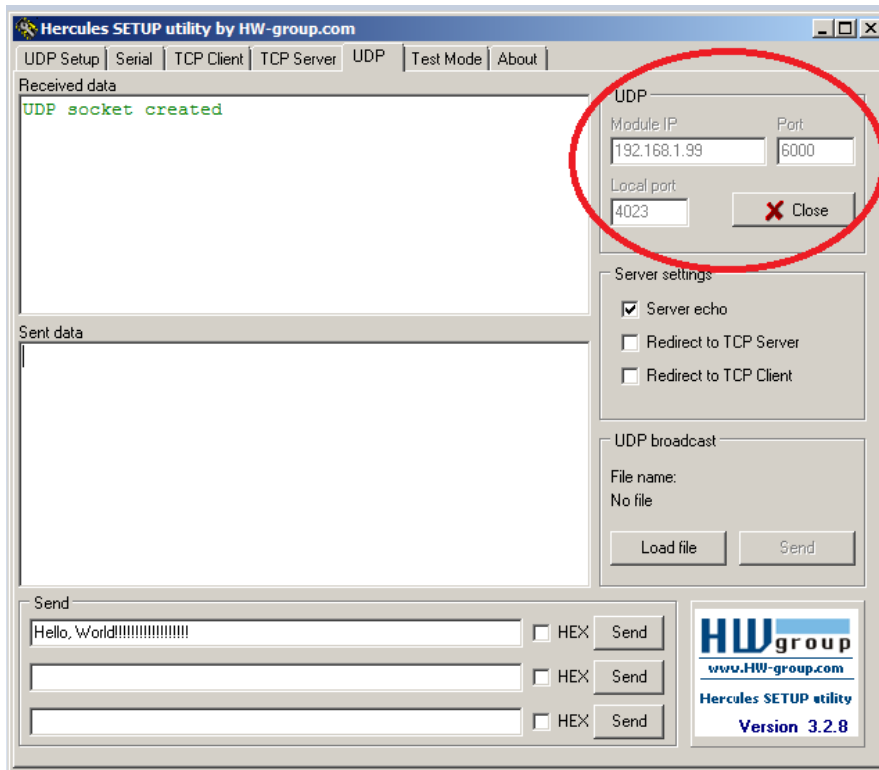 Hercules SETUP utility by HW-group.com
UDP Setup Serial TCP Client TCP Server UDP Test Mode About
Received data
UDP socket created
UDP
Module IP Port
192.168.1.99 6000
Local port
4023 Close
Server settings
Server echo
Redirect to TCP Server
Redirect to TCP Client
Sent data
UDP broadcast
File name:
No file
Load file Send
Send
Hello, World!!!!!!!!!!!!!!!!!! HEX Send
HEX Send
HEX Send
HW group
www.HW-group.com
Hercules SETUP utility
Version 3.2.8